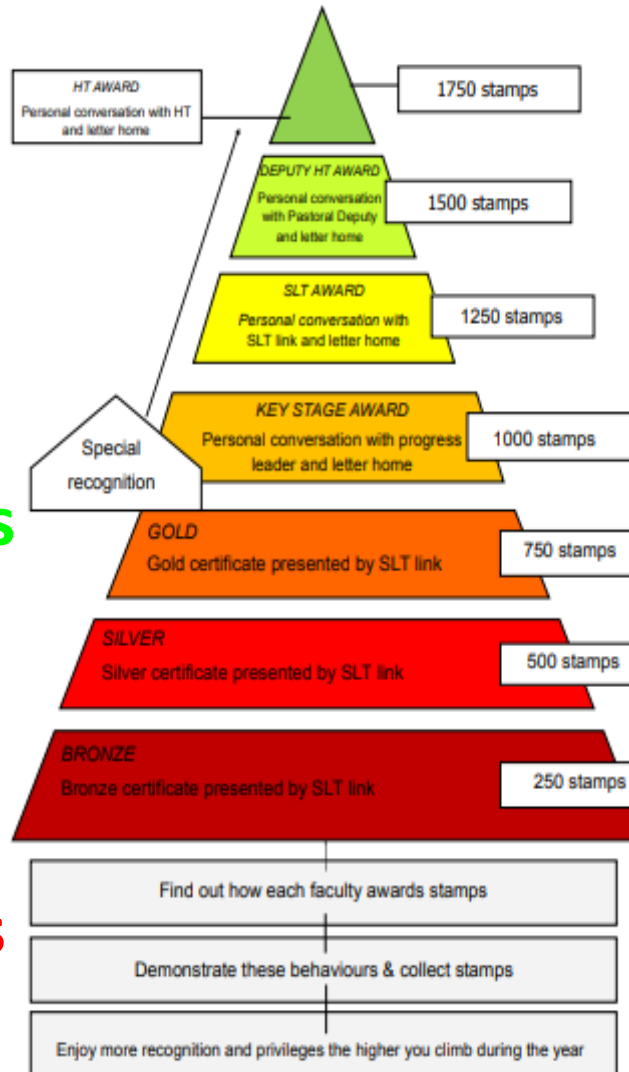 HT AWARD
Personal conversation with HT
and letter home
1750 stamps
DEPUTY HT AWARD
Personal conversation
with Pastoral Deputy
and letter home
1500 stamps
SLT AWARD
Personal conversation with
SLT link and letter home
1250 stamps
KEY STAGE AWARD
Personal conversation with progress
leader and letter home
1000 stamps
Special
recognition
s
GOLD
Gold certificate presented by SLT link
750 stamps
SILVER
Silver certificate presented by SLT link
500 stamps
BRONZE
Bronze certificate presented by SLT link
250 stamps
Find out how each faculty awards stamps
s
Demonstrate these behaviours & collect stamps
Enjoy more recognition and privileges the higher you climb during the year